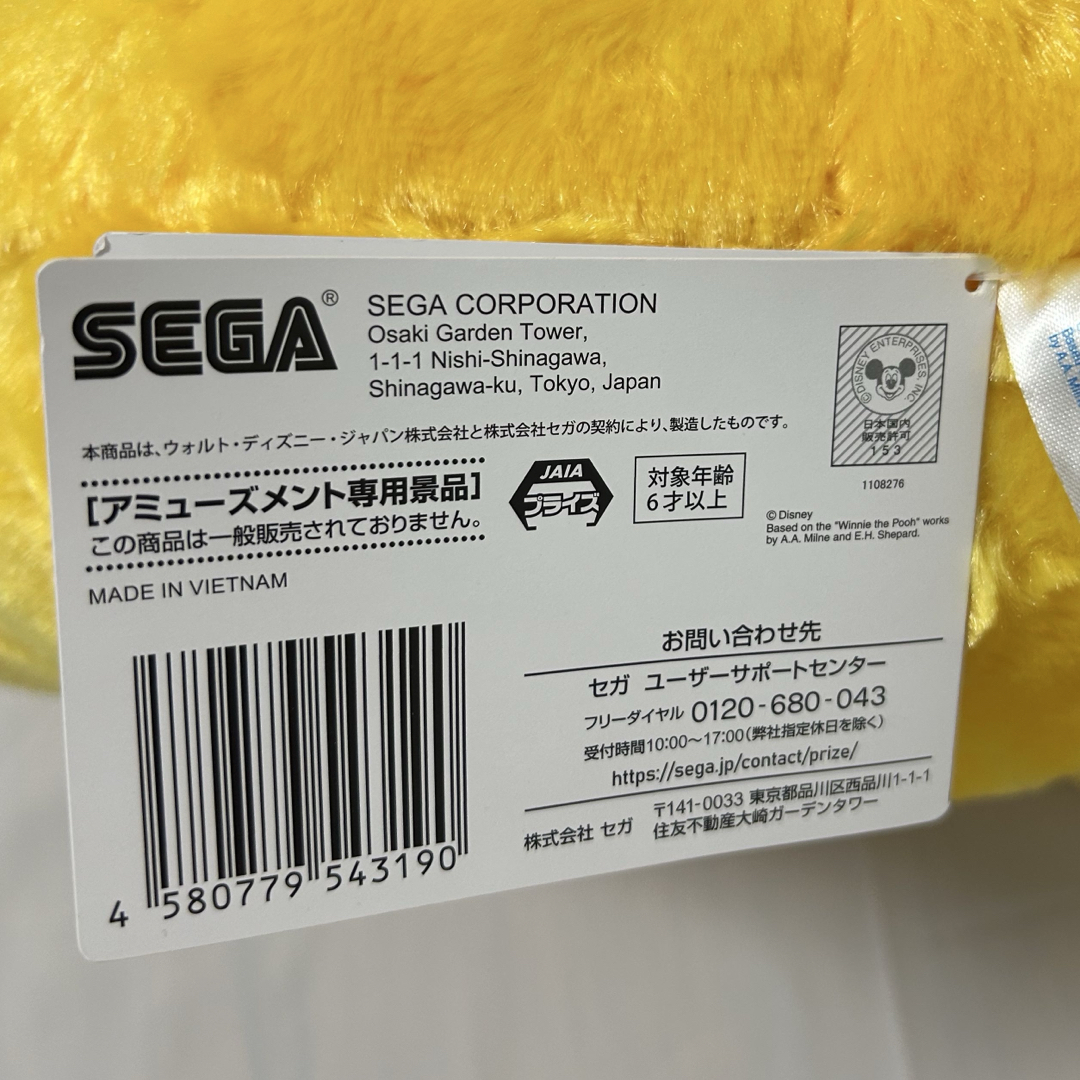 SEGA®
SEGA CORPORATION
Osaki Garden Tower,
1-1-1 Nishi-Shinagawa,
Shinagawa-ku, Tokyo, Japan
©DISNEY ENTERPRISES, INC.
日本国内
販売許可
153
1108276
本商品は、ウォルト・ディズニー・ジャパン株式会社と株式会社セガの契約により、製造したものです。
[アミューズメント専用景品]
この商品は一般販売されておりません。
JAIA
プライズ
対象年齢
6才以上
©Disney
Based on the "Winnie the Pooh" works
by A.A. Milne and E.H. Shepard.
MADE IN VIETNAM
4 580779 543190
お問い合わせ先
セガ ユーザーサポートセンター
フリーダイヤル 0120-680-043
受付時間10:00～17:00(弊社指定休日を除く)
https://sega.jp/contact/prize/
株式会社 セガ
〒141-0033 東京都品川区西品川1-1-1
住友不動産大崎ガーデンタワー
by A.A.